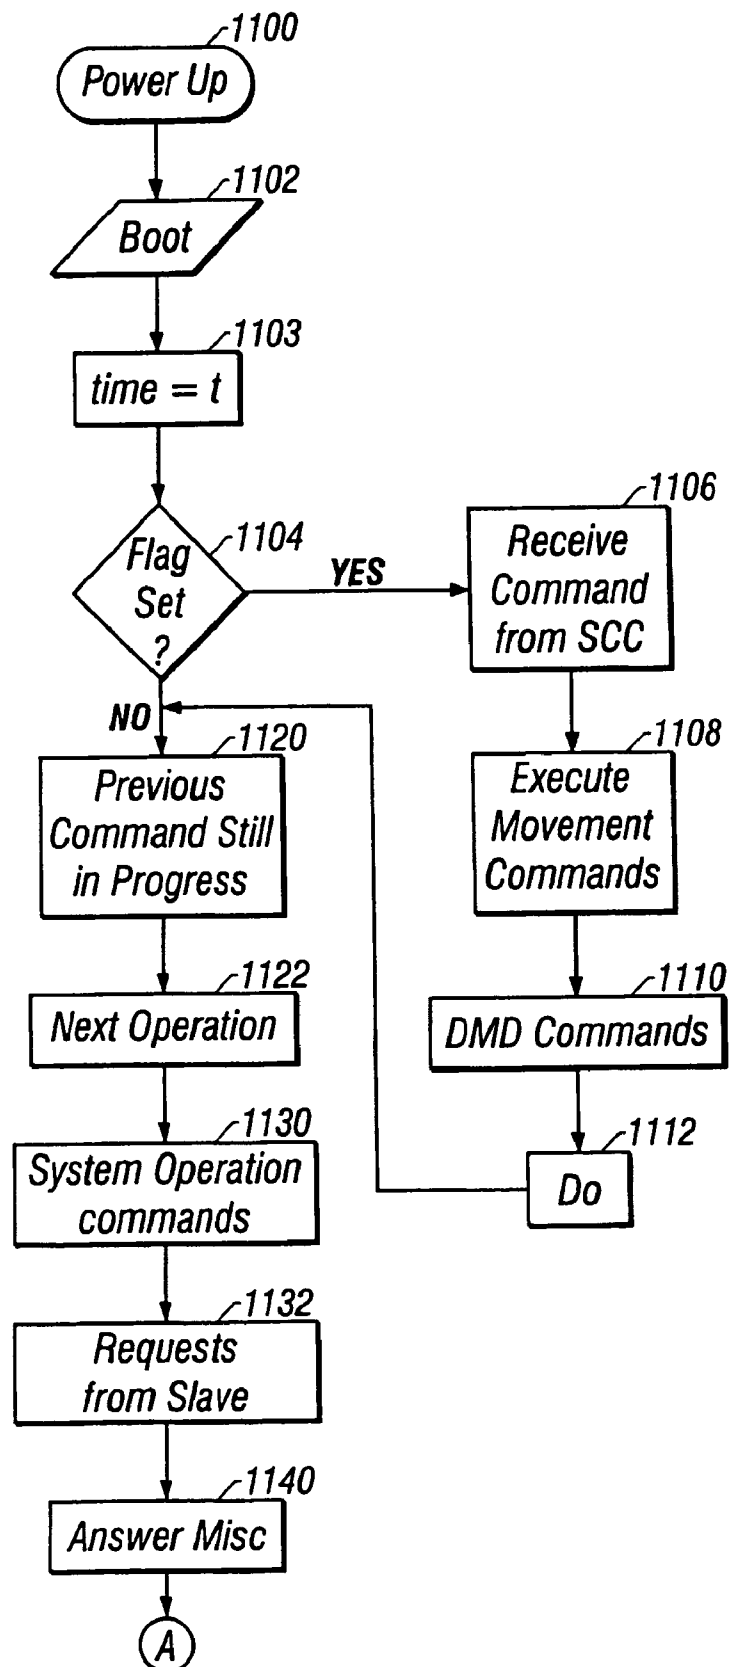 1100
Power Up
1102
Boot
1103
time = t
1104
Flag
Set
?
YES
NO
1106
Receive
Command
from SCC
1108
Execute
Movement
Commands
1110
DMD Commands
1112
Do
1120
Previous
Command Still
in Progress
1122
Next Operation
1130
System Operation
commands
1132
Requests
from Slave
1140
Answer Misc
A